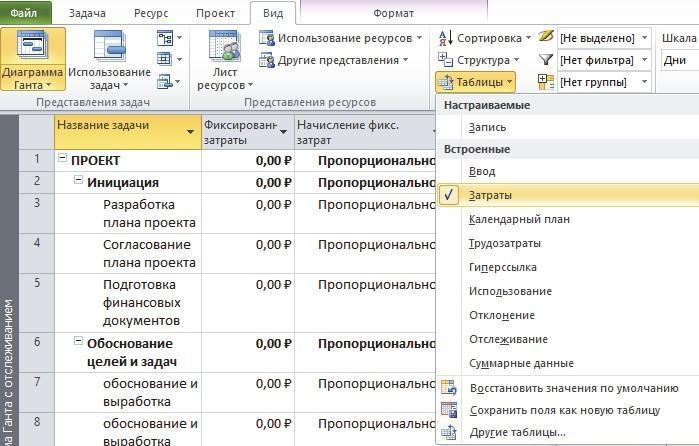 Файл Задача Ресурс Проект Вид Формат
Диаграмма Ганта
Использование задач
Лист ресурсов
Использование ресурсов
Другие представления
Сортировка
Структура
Таблицы
[Не выделено]
[Нет фильтра]
[Нет группы]
Шкала
Дни
Представления задач
Представления ресурсов
Название задачи
Фиксированн затраты
Начисление фикс. затрат
1 ПРОЕКТ 0,00 ₽ Пропорционально
2 Инициация 0,00 ₽ Пропорционально
3 Разработка 0,00 ₽ Пропорционально
плана проекта
4 Согласование 0,00 ₽ Пропорционально
плана проекта
5 Подготовка 0,00 ₽ Пропорционально
финансовых
документов
6 Обоснование 0,00 ₽ Пропорционально
целей и задач
7 обоснование и 0,00 ₽ Пропорционально
выработка
8 обоснование и 0,00 ₽ Пропорционально
выработка
на Ганта с отслеживанием
Настраиваемые
Запись
Встроенные
Ввод
Затраты
Календарный план
Трудозатраты
Гиперссылка
Использование
Отклонение
Отслеживание
Суммарные данные
Восстановить значения по умолчанию
Сохранить поля как новую таблицу
Другие таблицы...